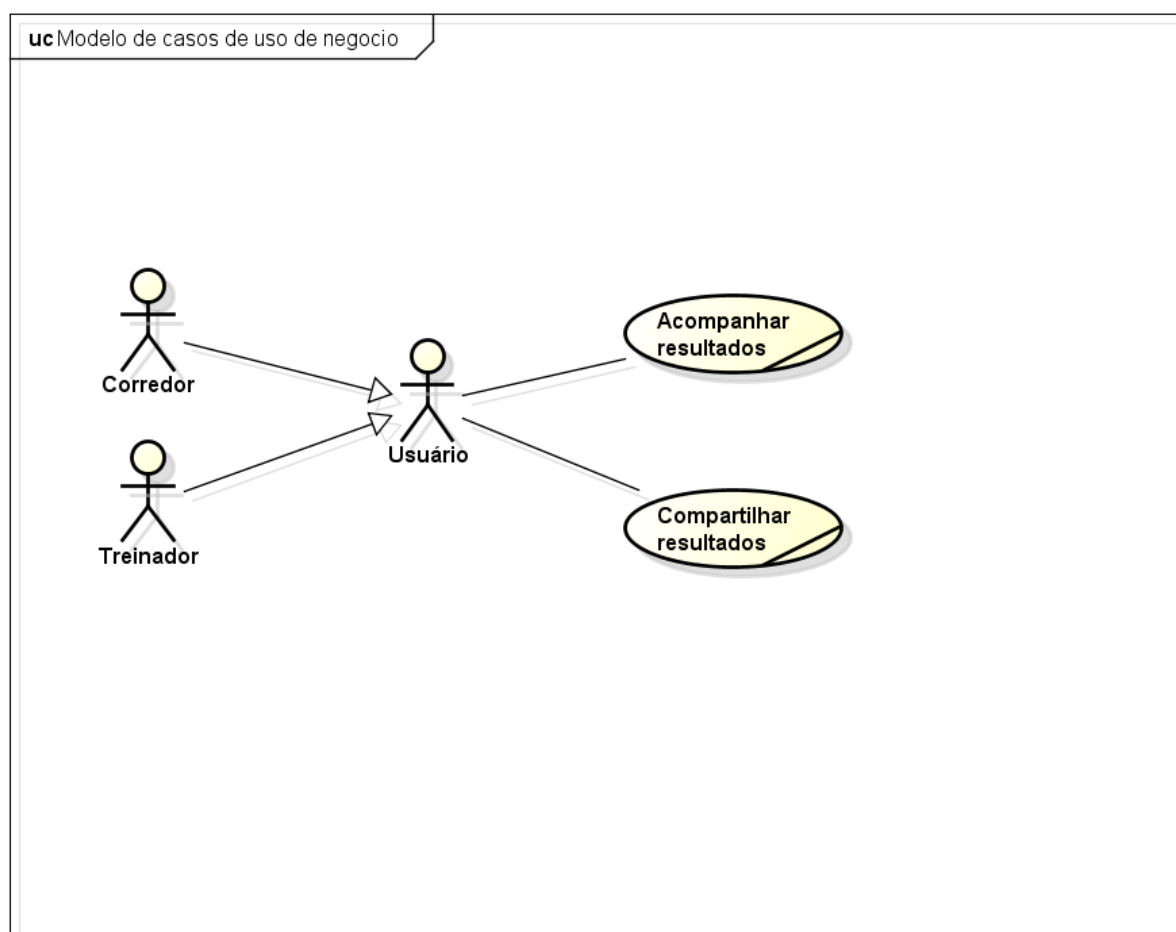 uc Modelo de casos de uso de negocio
Acompanhar
resultados
Corredor
Usuário
Compartilhar
resultados
Treinador